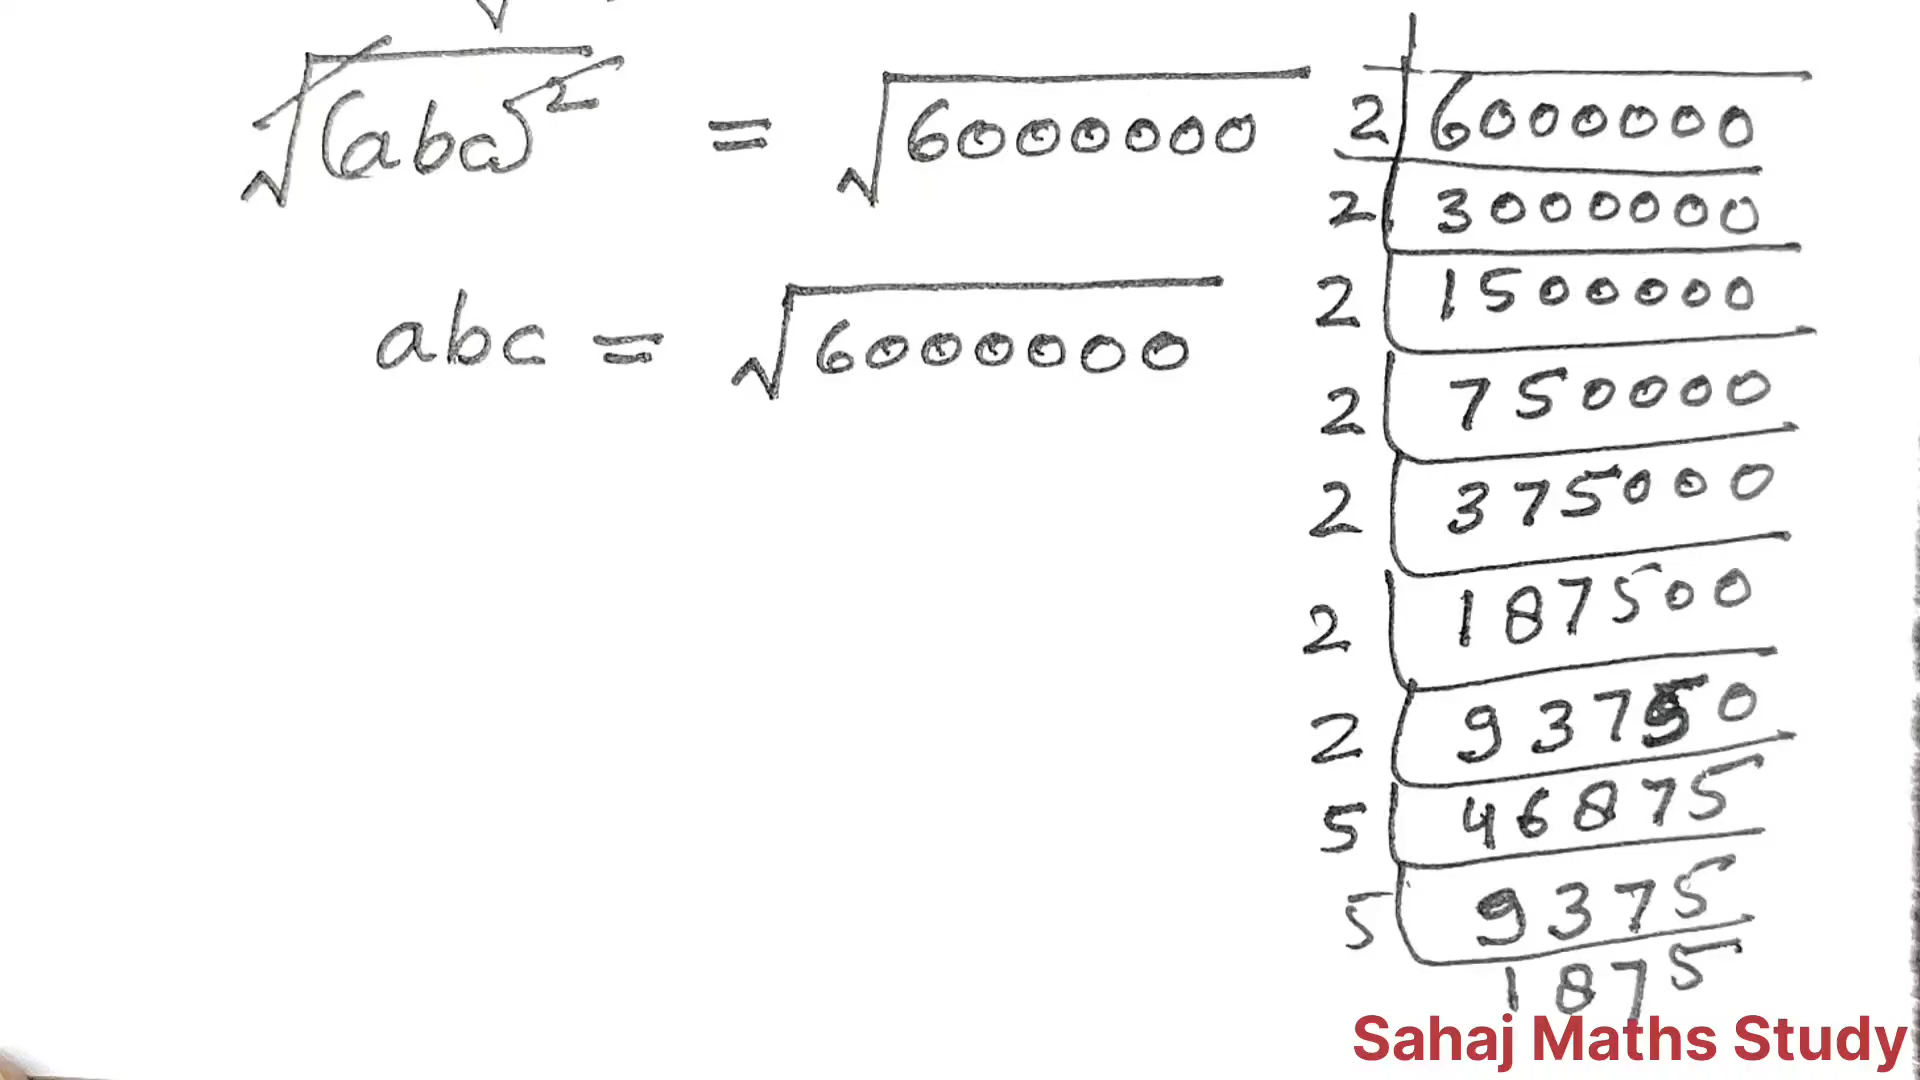 √(abc)² = √6000000
abc = √6000000
2 | 6000000
2 | 3000000
2 | 1500000
2 | 750000
2 | 375000
2 | 187500
2 | 93750
5 | 46875
5 | 9375
1875
Sahaj Maths Study